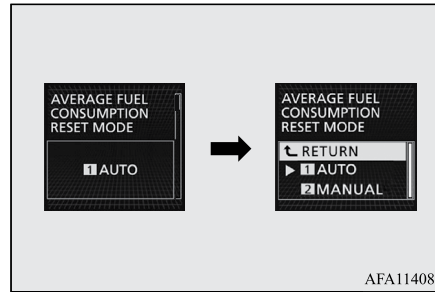 AVERAGE FUEL
CONSUMPTION
RESET MODE
1 AUTO
AVERAGE FUEL
CONSUMPTION
RESET MODE
RETURN
1 AUTO
2 MANUAL
AFA11408